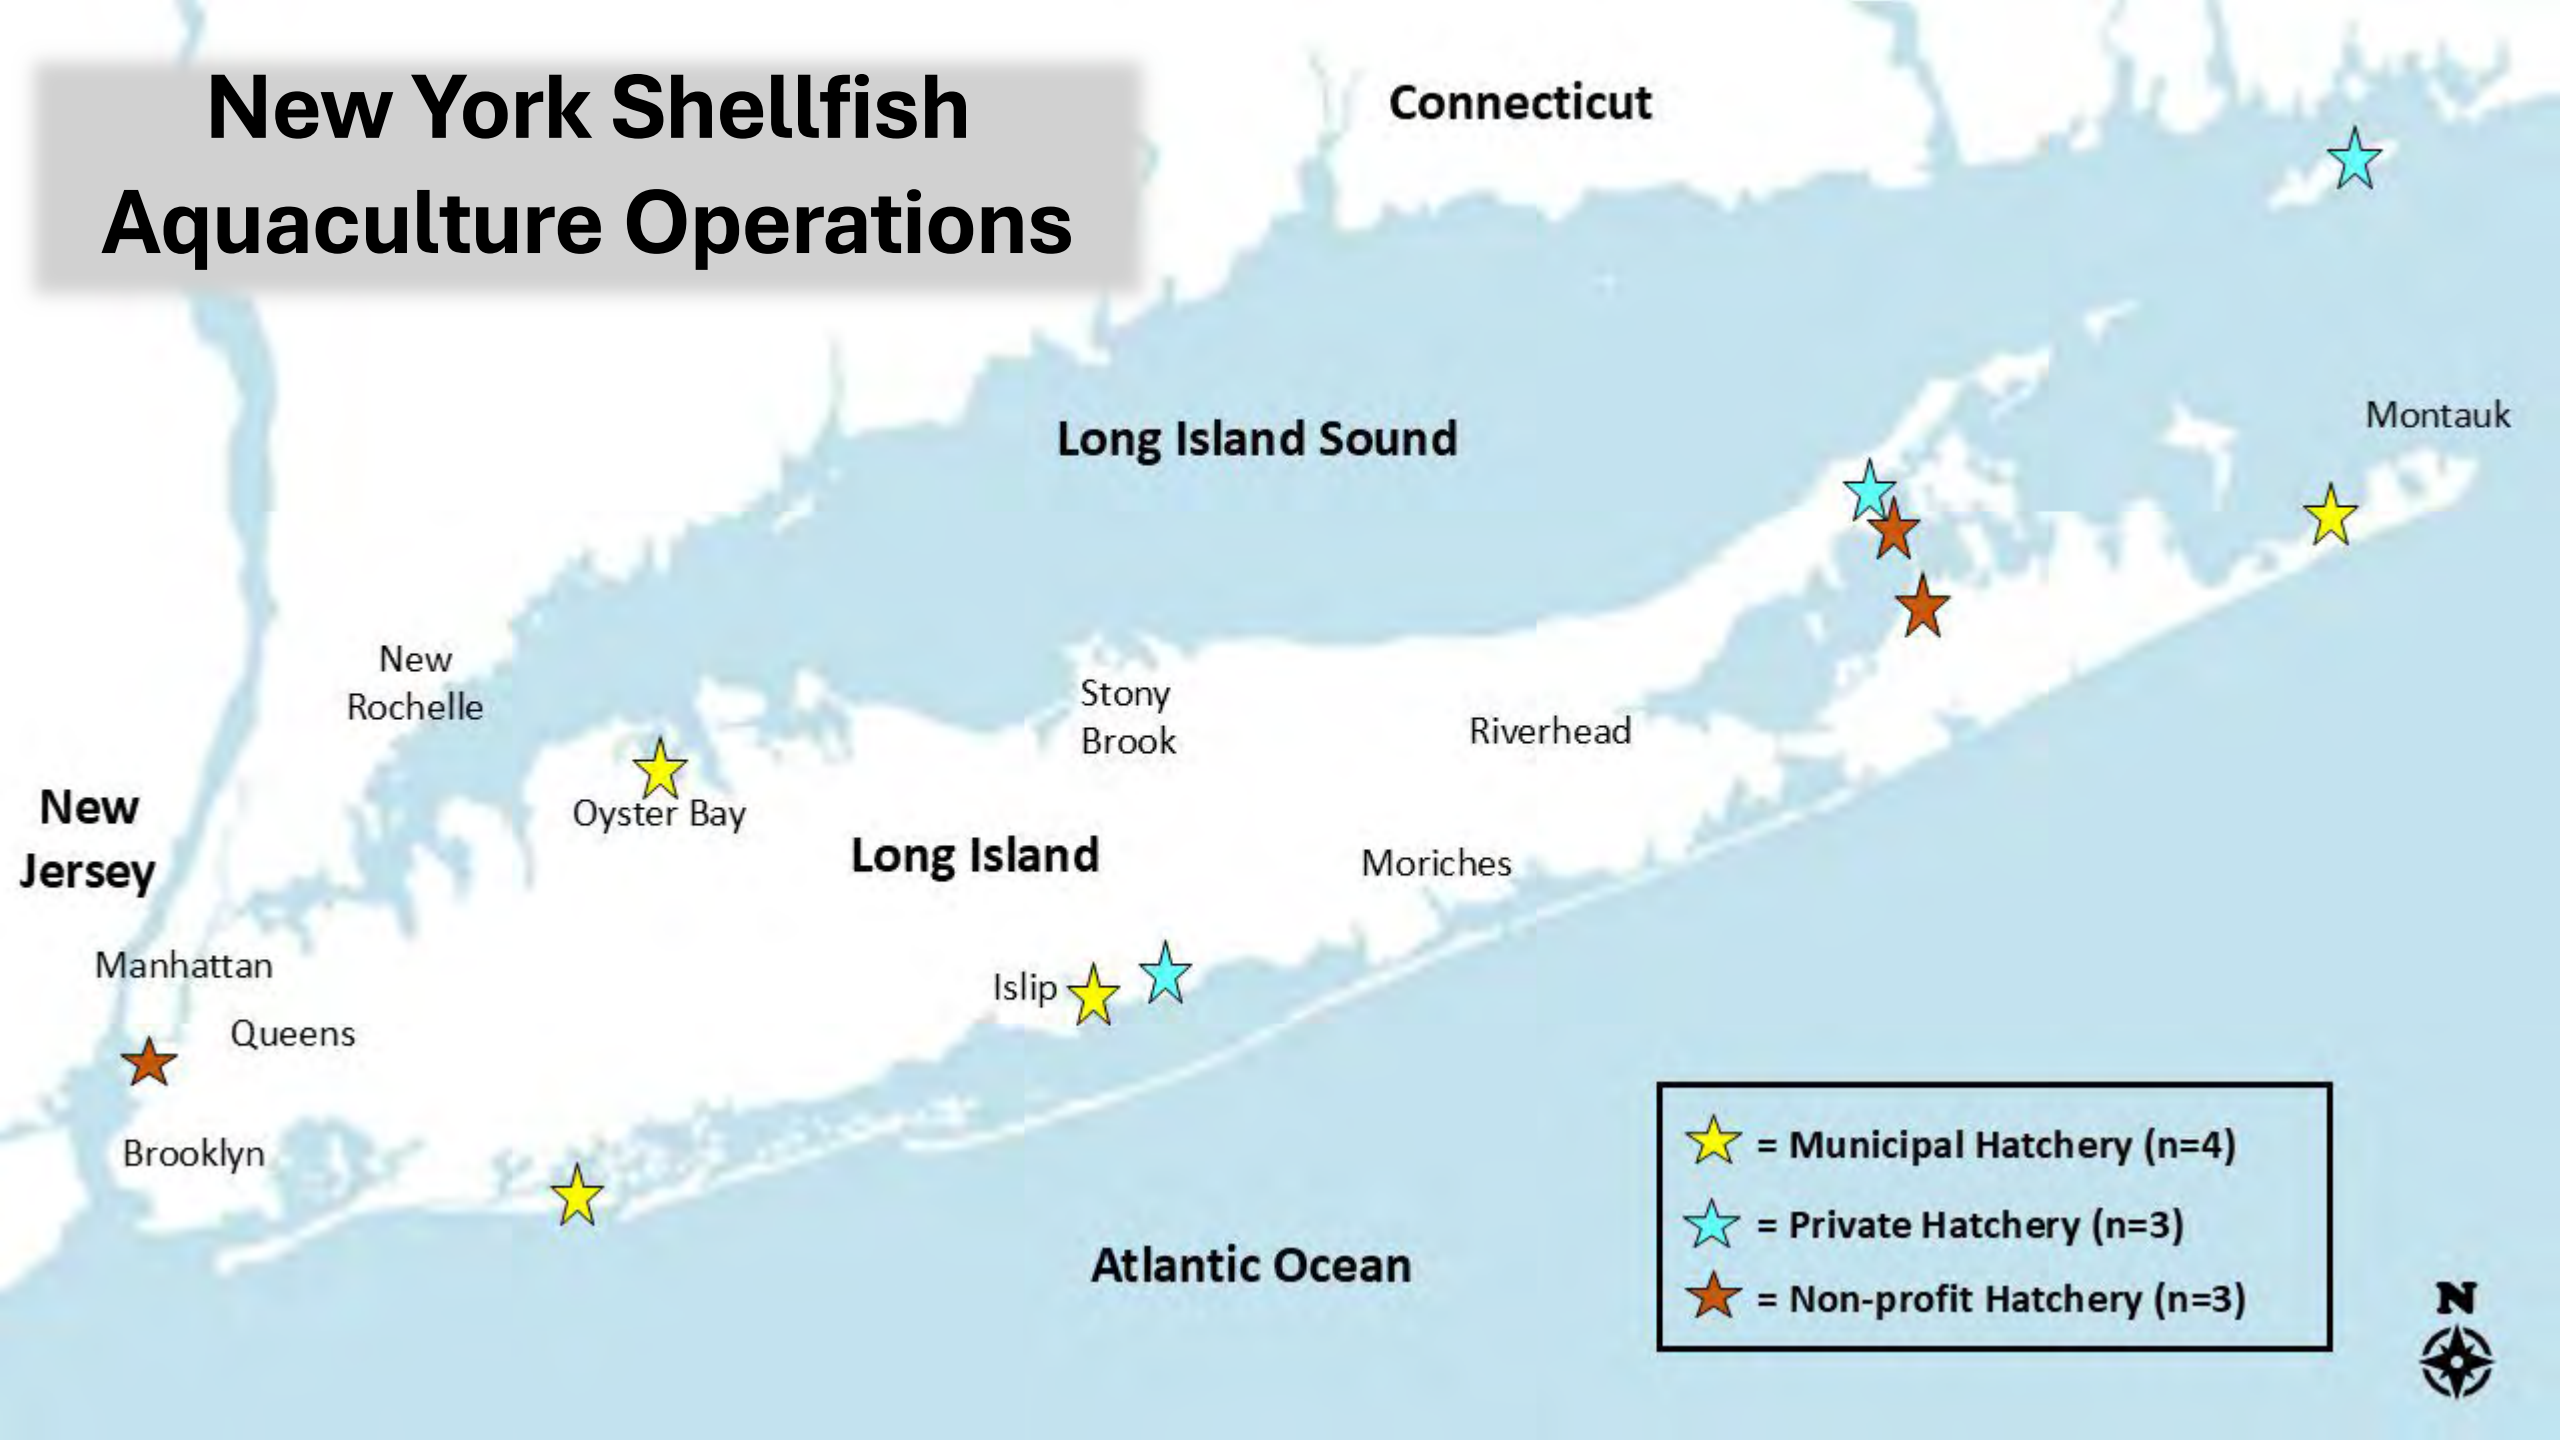 New York Shellfish
Aquaculture Operations
Connecticut
Long Island Sound
Montauk
New
Rochelle
Stony
Brook
Riverhead
Oyster Bay
New
Jersey
Long Island
Moriches
Manhattan
Islip
Queens
Brooklyn
Atlantic Ocean
= Municipal Hatchery (n=4)
= Private Hatchery (n=3)
= Non-profit Hatchery (n=3)
N